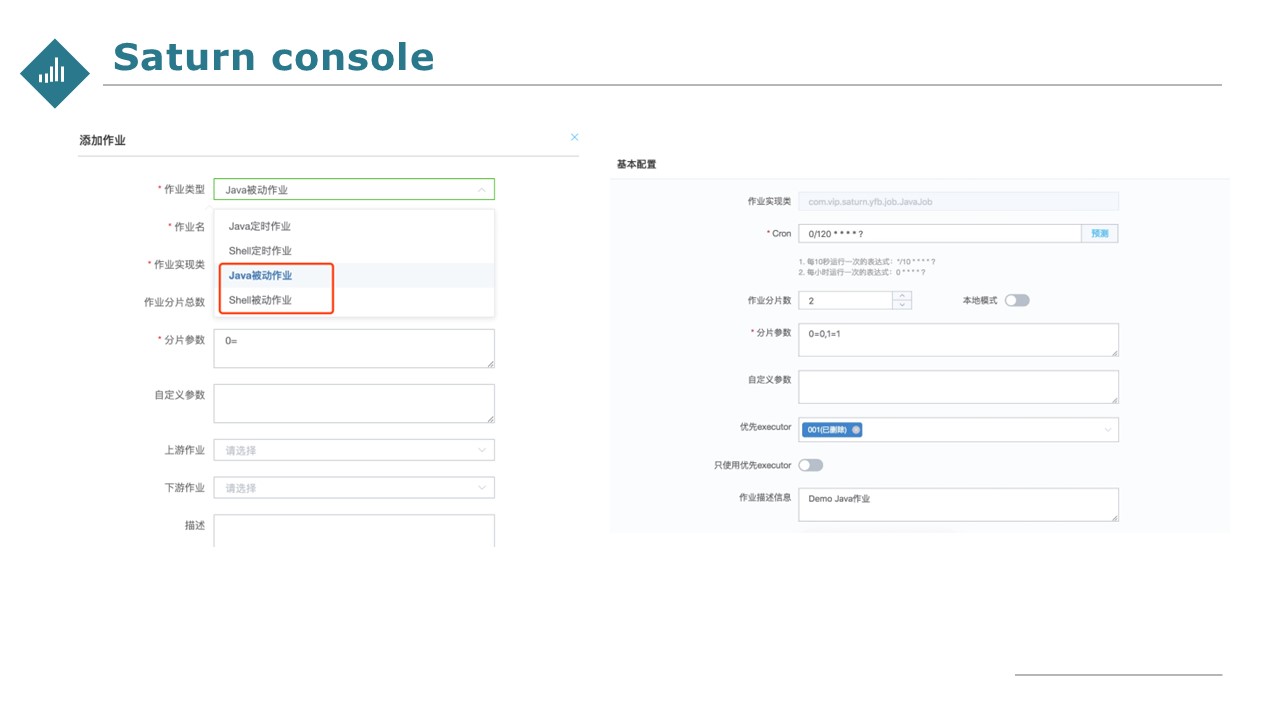 Saturn console
添加作业
* 作业类型 Java被动作业
* 作业名
Java定时作业
Shell定时作业
* 作业实现类
Java被动作业
作业分片总数
Shell被动作业
* 分片参数 0=
自定义参数
上游作业 请选择
下游作业 请选择
描述
基本配置
作业实现类 com.vip.saturn.yfb.job.JavaJob
* Cron 0/120 * * * * ? 预测
1. 每10秒运行一次的表达式：*/10 * * * * ?
2. 每小时运行一次的表达式：0 * * * * ?
作业分片数 2 本地模式
* 分片参数 0=0,1=1
自定义参数
优先executor 001(已删除)
只使用优先executor
作业描述信息 Demo Java作业